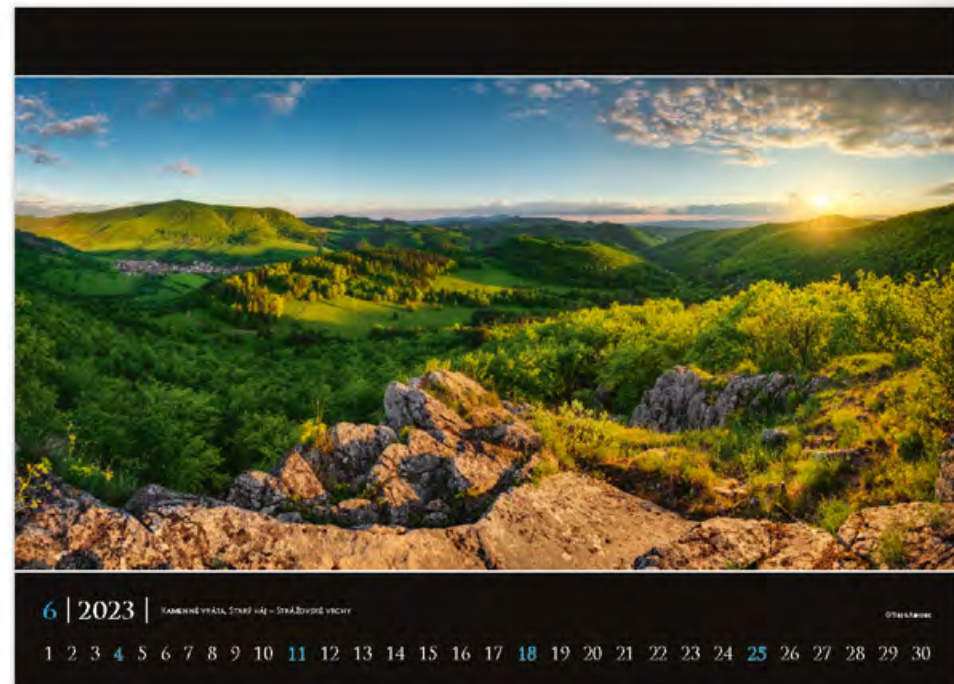 6 | 2023 | Kamenné vráta, Starý háj – Strážovské vrchy
1 2 3 4 5 6 7 8 9 10 11 12 13 14 15 16 17 18 19 20 21 22 23 24 25 26 27 28 29 30